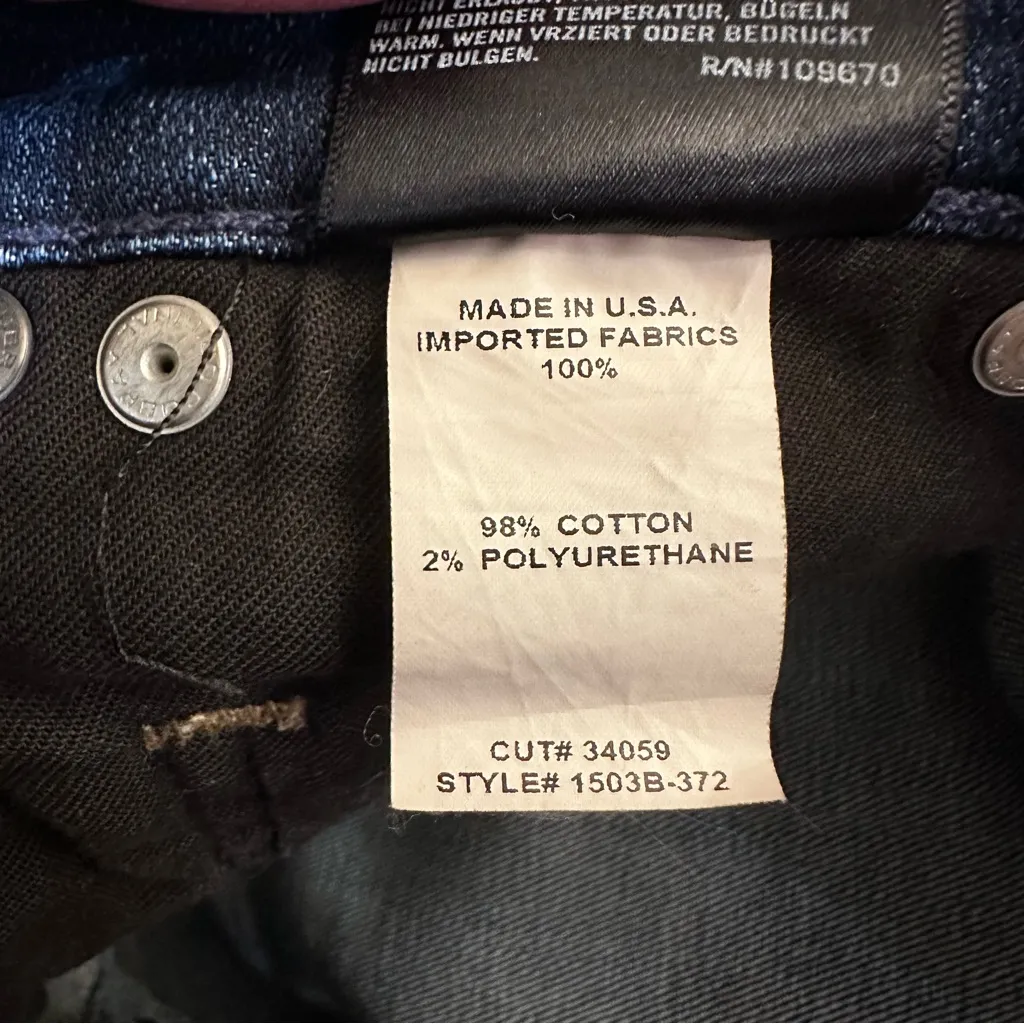 BEI NIEDRIGER TEMPERATUR, BÜGELN
WARM. WENN VRZIERT ODER BEDRUCKT
NICHT BULGEN.
R/N#109670
MADE IN U.S.A.
IMPORTED FABRICS
100%
98% COTTON
2% POLYURETHANE
CUT# 34059
STYLE# 1503B-372